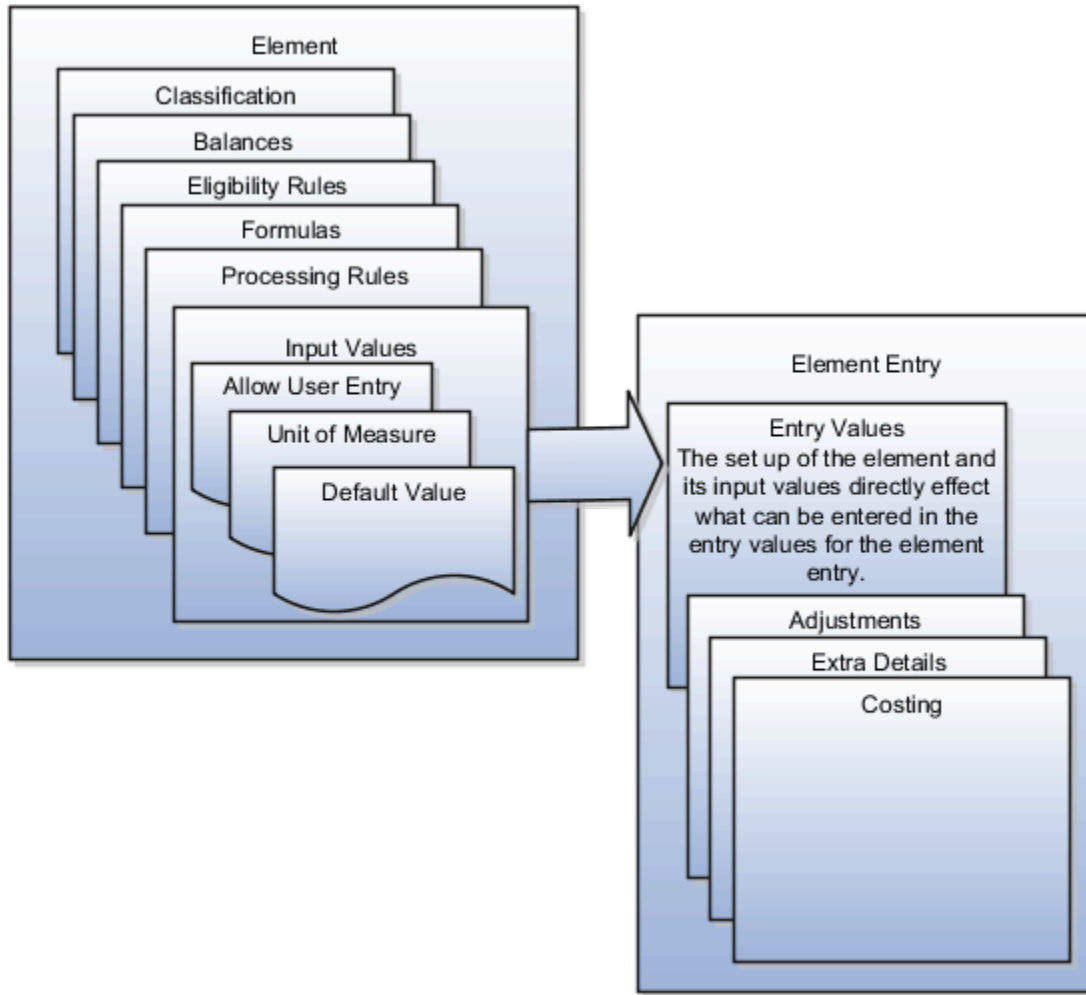 Element
Classification
Balances
Eligibility Rules
Formulas
Processing Rules
Input Values
Allow User Entry
Unit of Measure
Default Value
Element Entry
Entry Values
The set up of the element and
its input values directly effect
what can be entered in the
entry values for the element
entry.
Adjustments
Extra Details
Costing